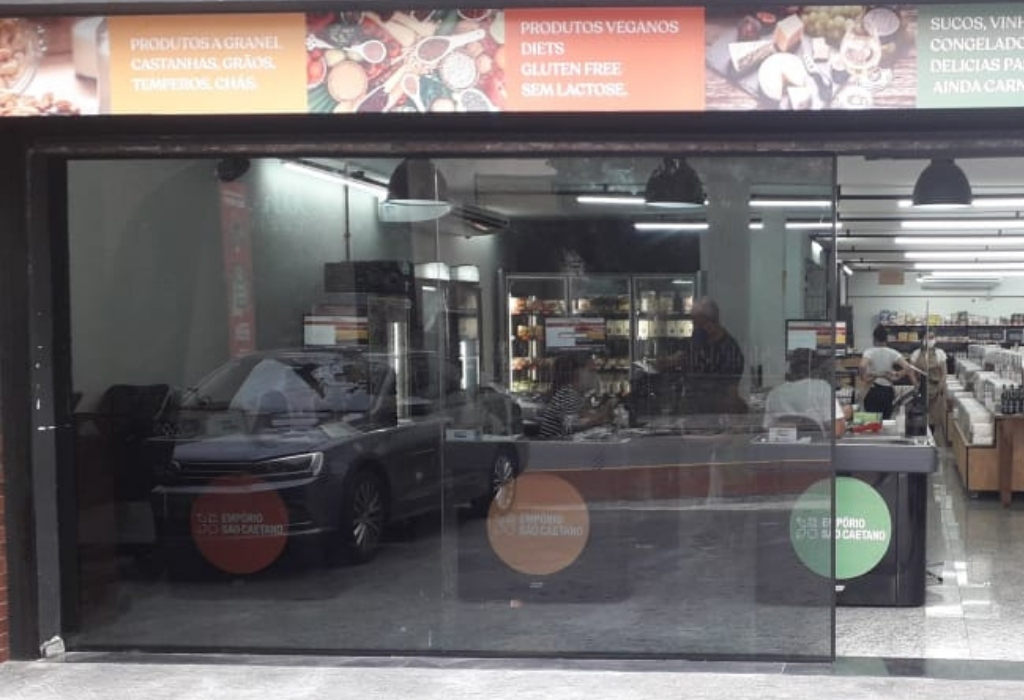 PRODUTOS A GRANEL
CASTANHAS, GRÃOS,
TEMPEROS, CHÁS.
PRODUTOS VEGANOS
DIETS
GLUTEN FREE
SEM LACTOSE.
SUCOS, VINH
CONGELADO
DELICIAS PA
AINDA CARN
EMPÓRIO
SÃO CAETANO
EMPÓRIO
SÃO CAETANO
EMPÓRIO
SÃO CAETANO